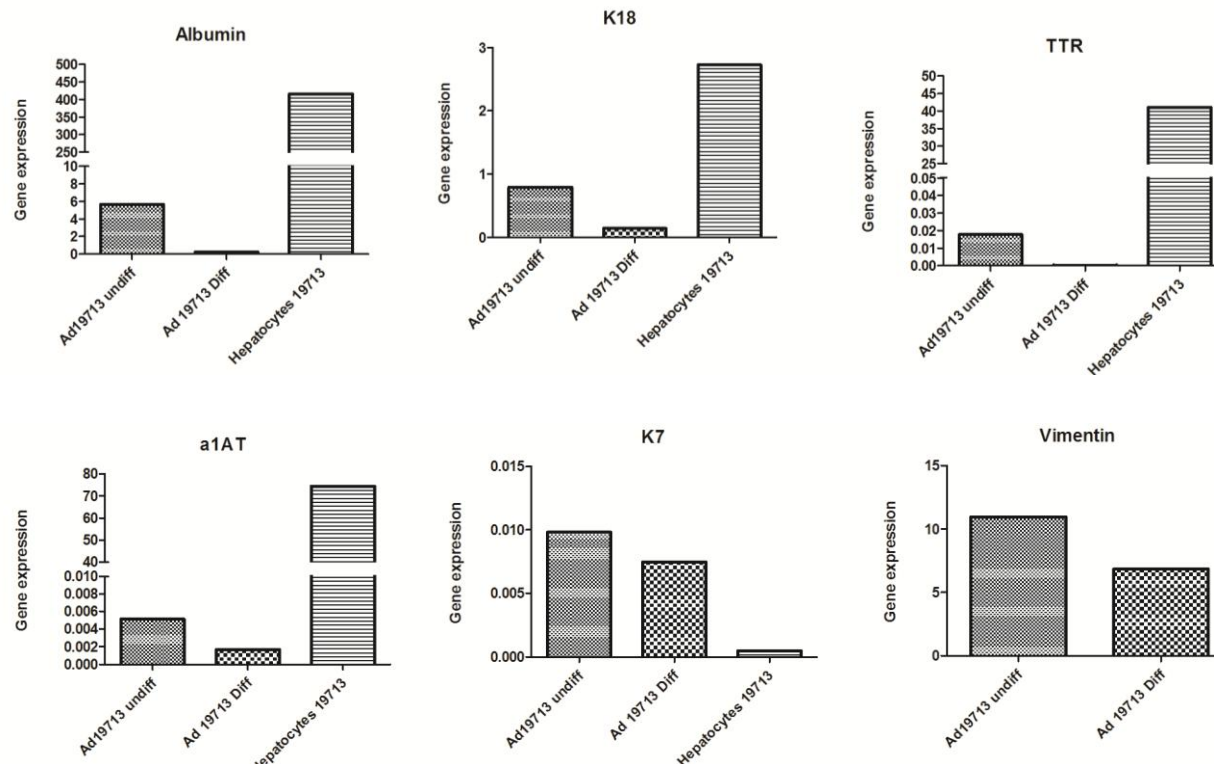 Albumin
Gene expression
500
450
400
350
300
250
10
8
6
4
2
0
Ad19713 undiff
Ad 19713 Diff
Hepatocytes 19713
K18
Gene expression
3
2
1
0
Ad19713 undiff
Ad 19713 Diff
Hepatocytes 19713
TTR
Gene expression
50
45
40
35
30
25
0.05
0.04
0.03
0.02
0.01
0.00
Ad19713 undiff
Ad 19713 Diff
Hepatocytes 19713
a1AT
Gene expression
80
70
60
50
40
0.010
0.008
0.006
0.004
0.002
0.000
Ad19713 undiff
Ad 19713 Diff
Hepatocytes 19713
K7
Gene expression
0.015
0.010
0.005
0.000
Ad19713 undiff
Ad 19713 Diff
Hepatocytes 19713
Vimentin
Gene expression
15
10
5
0
Ad19713 undiff
Ad 19713 Diff